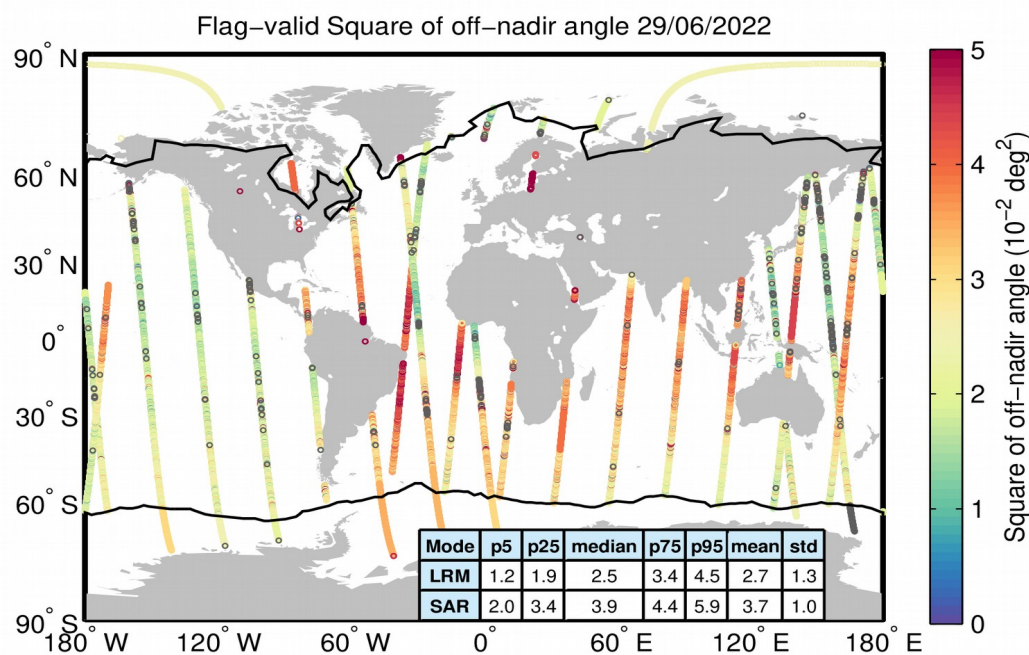 Flag−valid Square of off−nadir angle 29/06/2022
90° N
60° N
30° N
0°
30° S
60° S
90° S
180° W
120° W
60° W
0°
60° E
120° E
180° E
Mode p5 p25 median p75 p95 mean std
LRM 1.2 1.9 2.5 3.4 4.5 2.7 1.3
SAR 2.0 3.4 3.9 4.4 5.9 3.7 1.0
5
4
3
2
1
0
Square of off−nadir angle (10⁻² deg²)